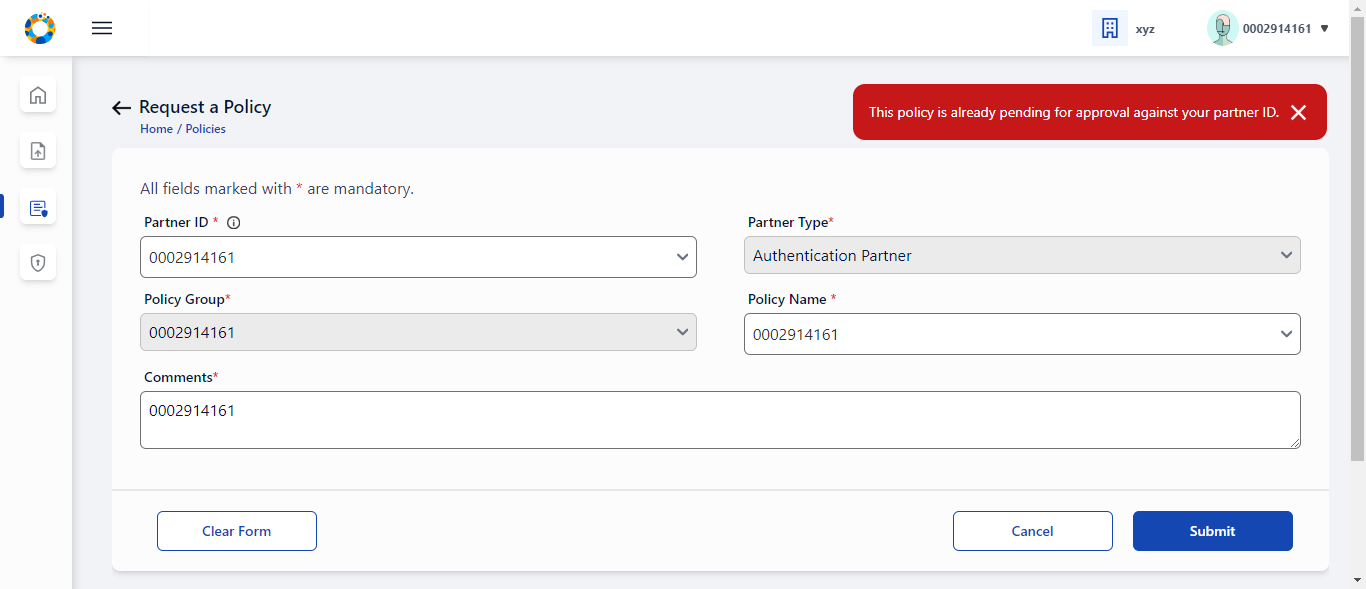 xyz
0002914161 ▼
Request a Policy
Home / Policies
This policy is already pending for approval against your partner ID.
All fields marked with * are mandatory.
Partner ID *
Partner Type*
0002914161
Authentication Partner
Policy Group*
Policy Name *
0002914161
0002914161
Comments*
0002914161
Clear Form
Cancel
Submit